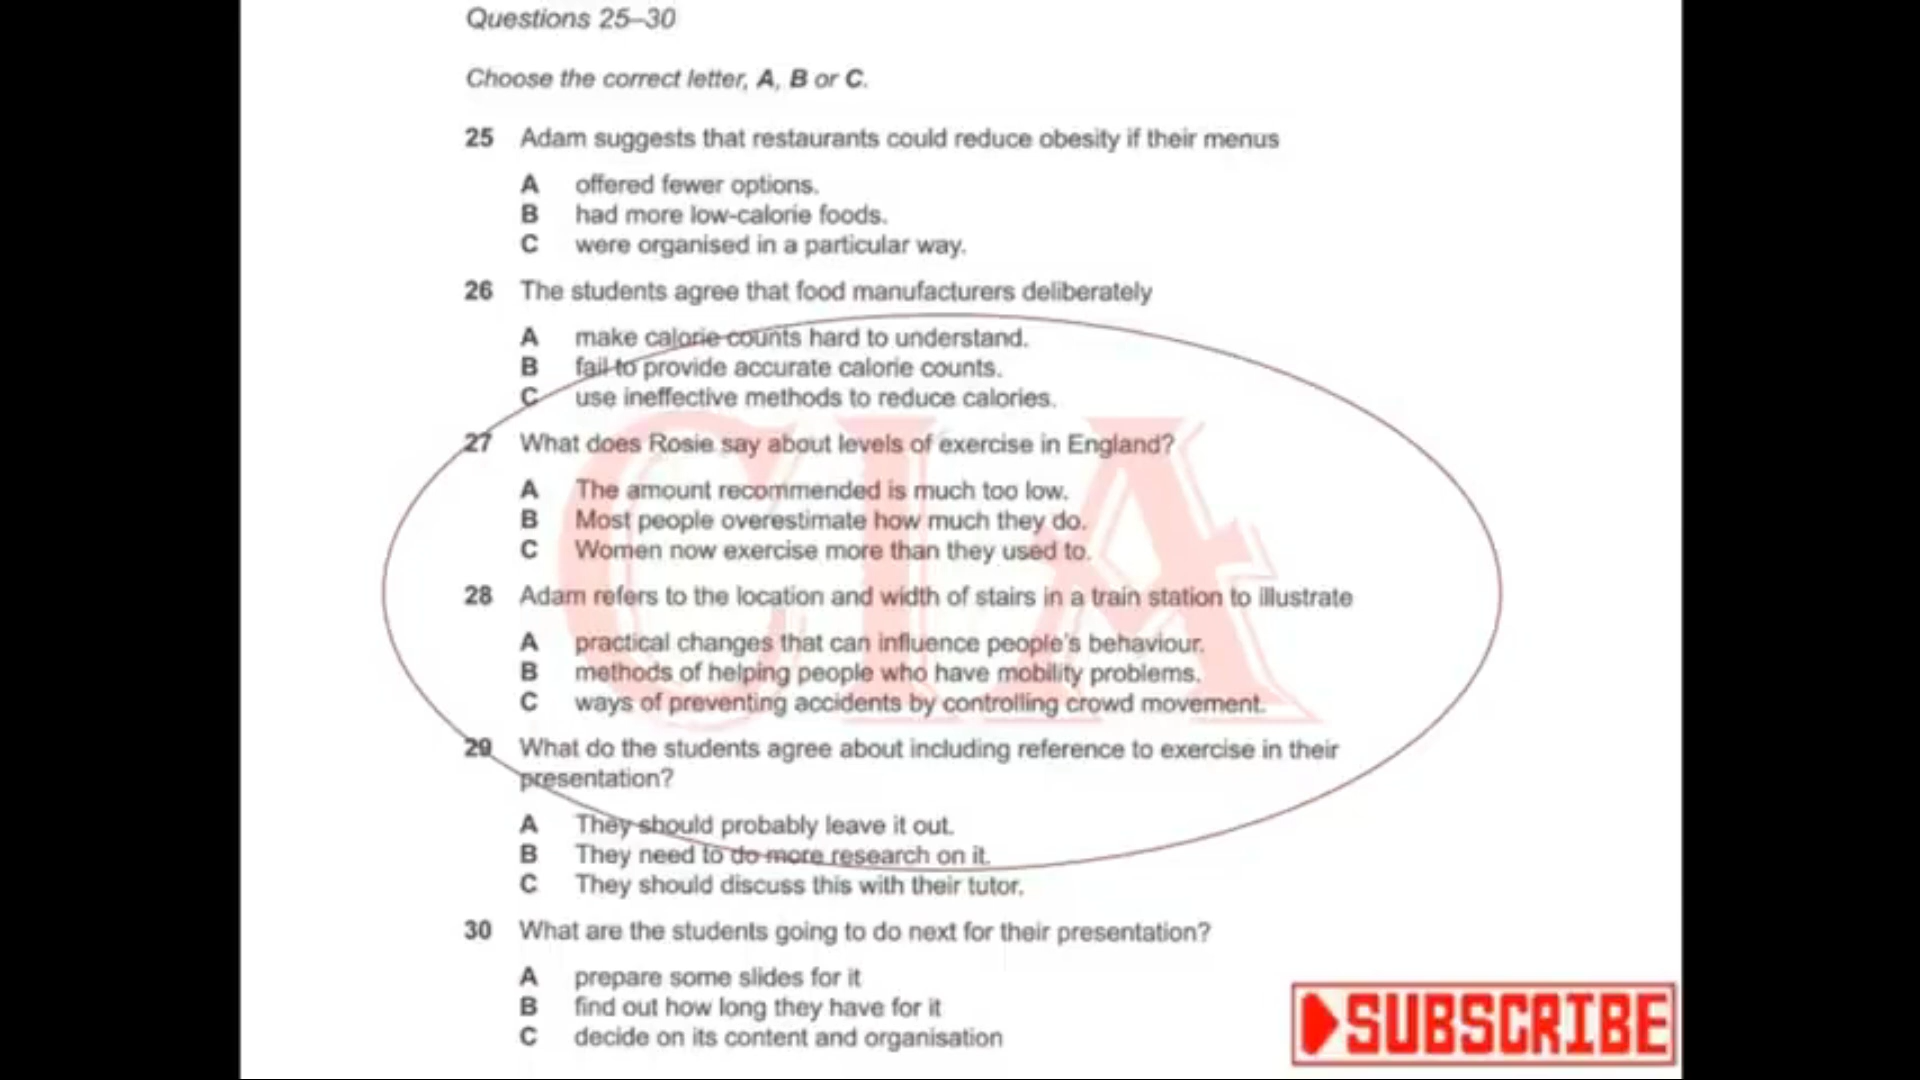 Questions 25–30
Choose the correct letter, A, B or C.
25 Adam suggests that restaurants could reduce obesity if their menus
A offered fewer options.
B had more low-calorie foods.
C were organised in a particular way.
26 The students agree that food manufacturers deliberately
A make calorie counts hard to understand.
B fail to provide accurate calorie counts.
C use ineffective methods to reduce calories.
27 What does Rosie say about levels of exercise in England?
A The amount recommended is much too low.
B Most people overestimate how much they do.
C Women now exercise more than they used to.
28 Adam refers to the location and width of stairs in a train station to illustrate
A practical changes that can influence people's behaviour.
B methods of helping people who have mobility problems.
C ways of preventing accidents by controlling crowd movement.
29 What do the students agree about including reference to exercise in their
presentation?
A They should probably leave it out.
B They need to do more research on it.
C They should discuss this with their tutor.
30 What are the students going to do next for their presentation?
A prepare some slides for it
B find out how long they have for it
C decide on its content and organisation
CIA
SUBSCRIBE